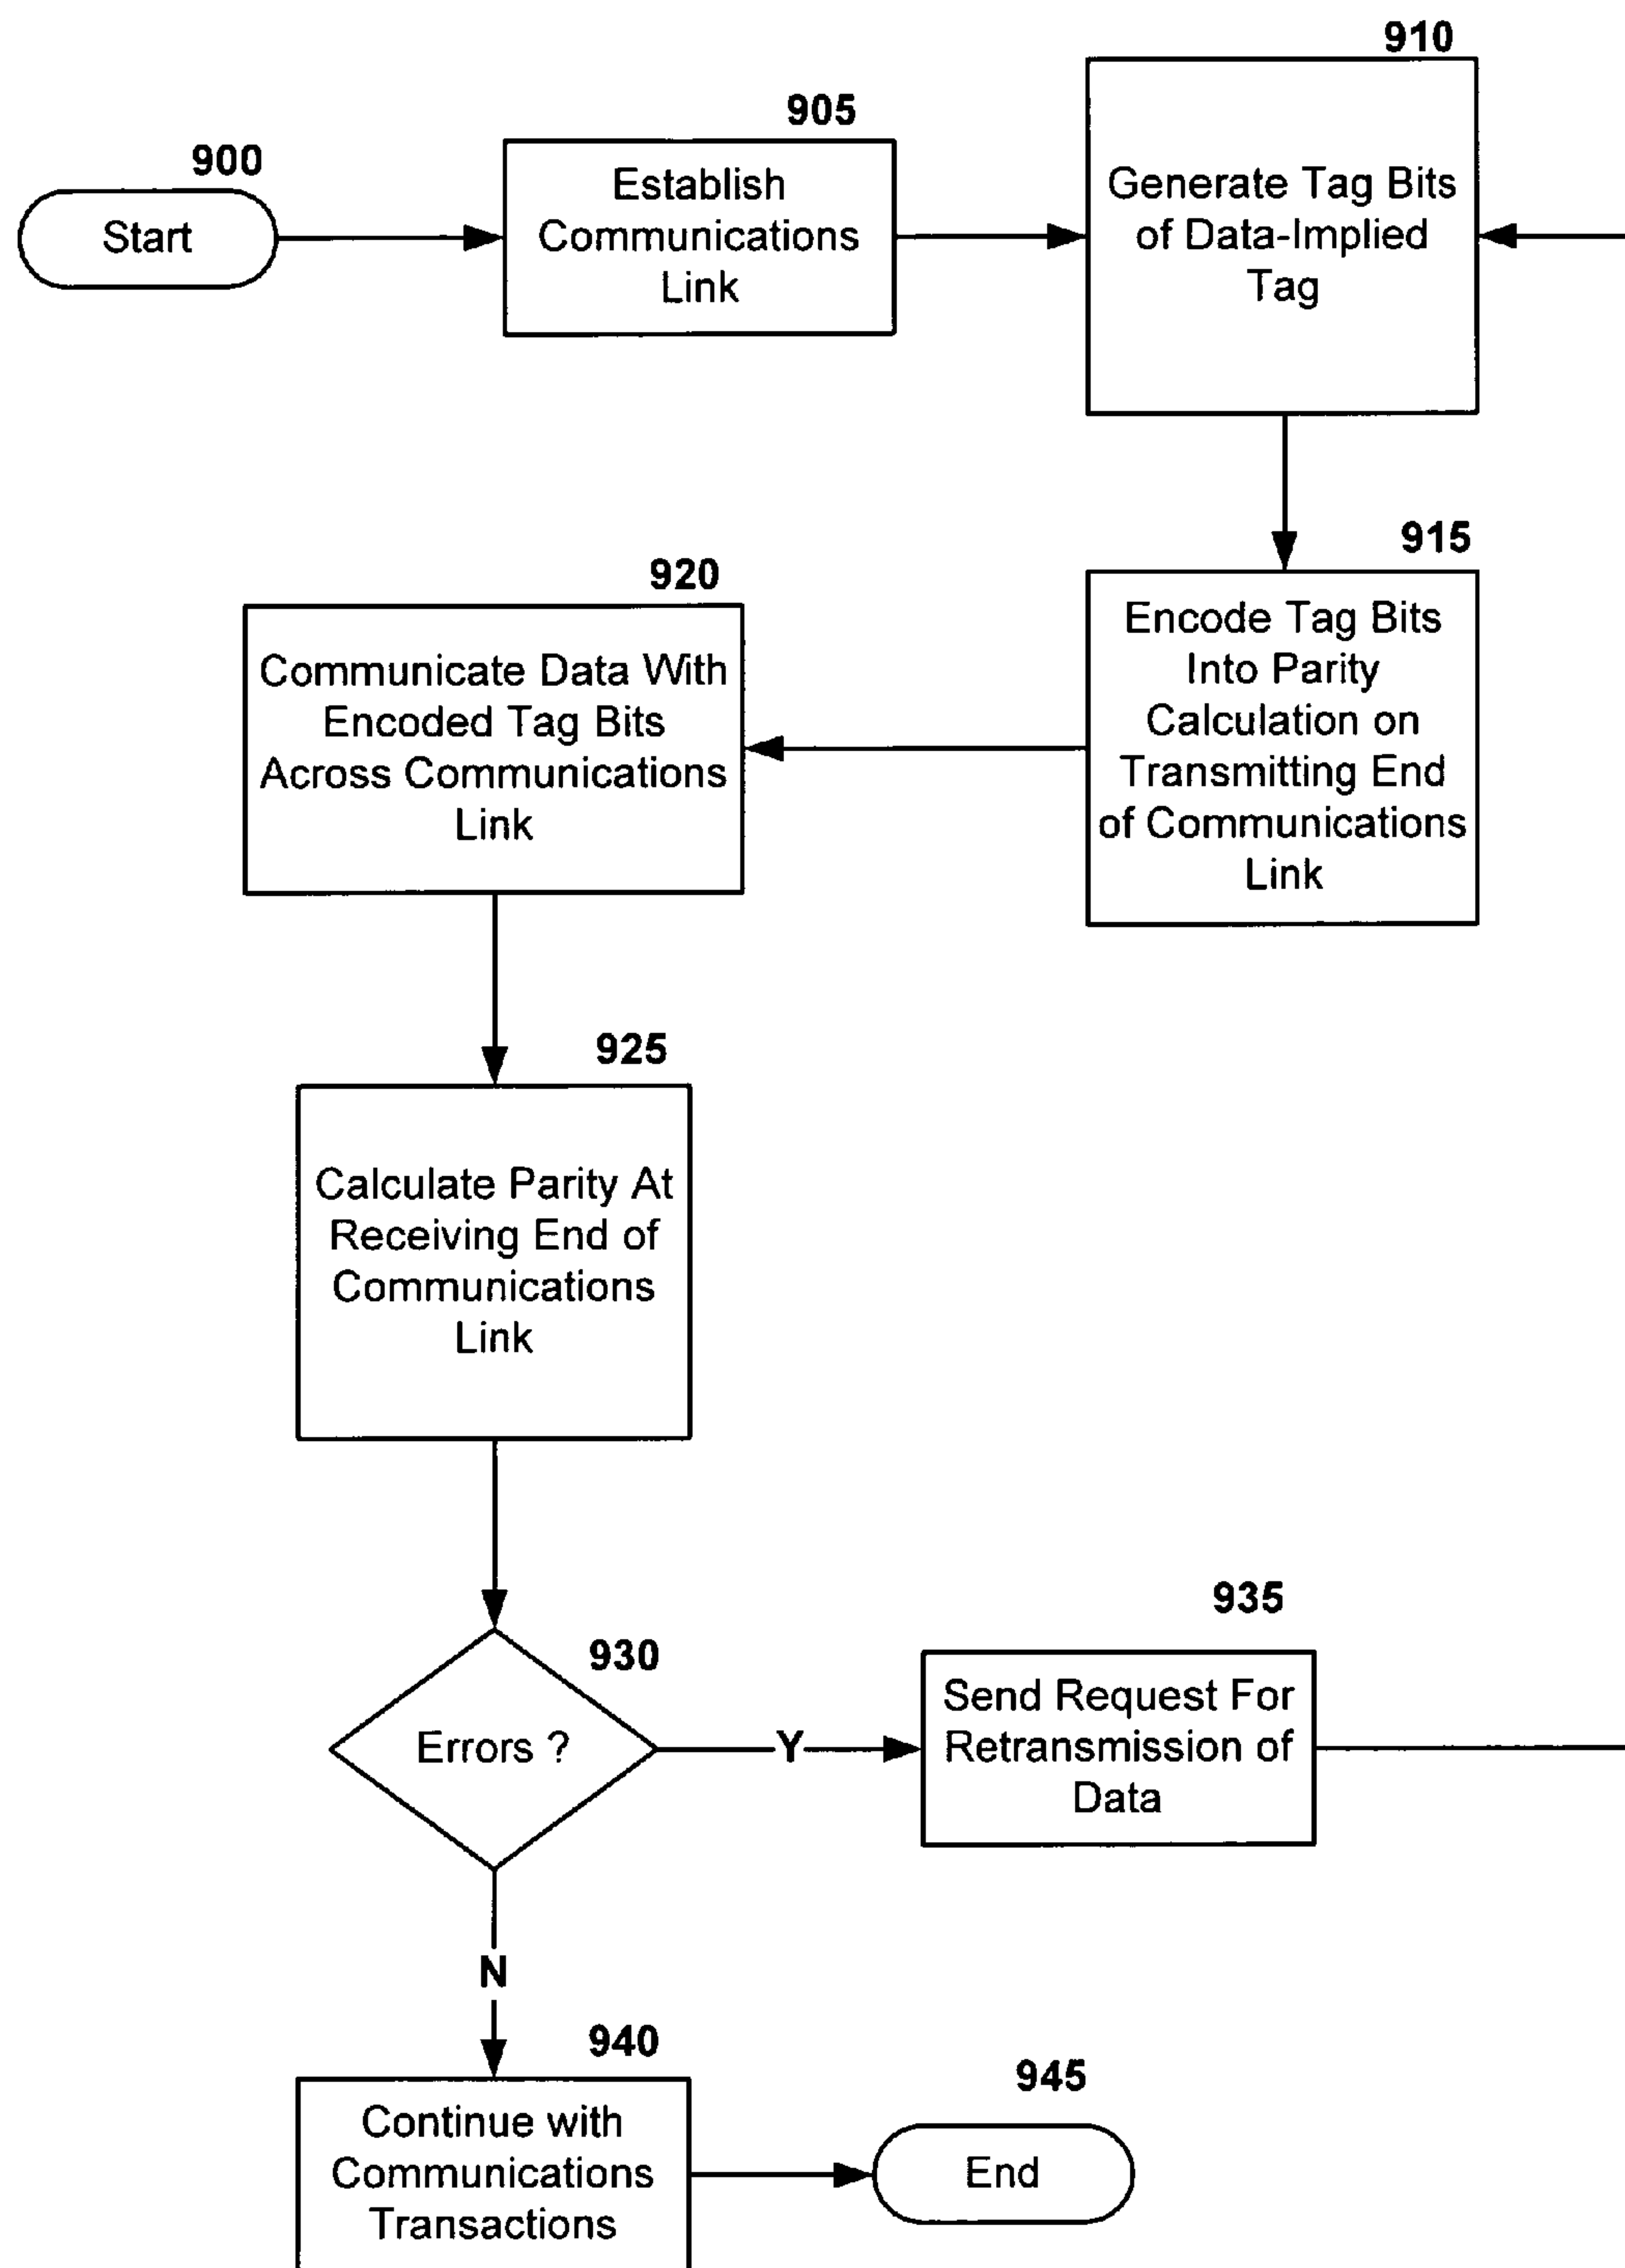 900
Start
905
Establish
Communications
Link
910
Generate Tag Bits
of Data-Implied
Tag
915
Encode Tag Bits
Into Parity
Calculation on
Transmitting End
of Communications
Link
920
Communicate Data With
Encoded Tag Bits
Across Communications
Link
925
Calculate Parity At
Receiving End of
Communications
Link
930
Errors ?
Y
935
Send Request For
Retransmission of
Data
N
940
Continue with
Communications
Transactions
945
End